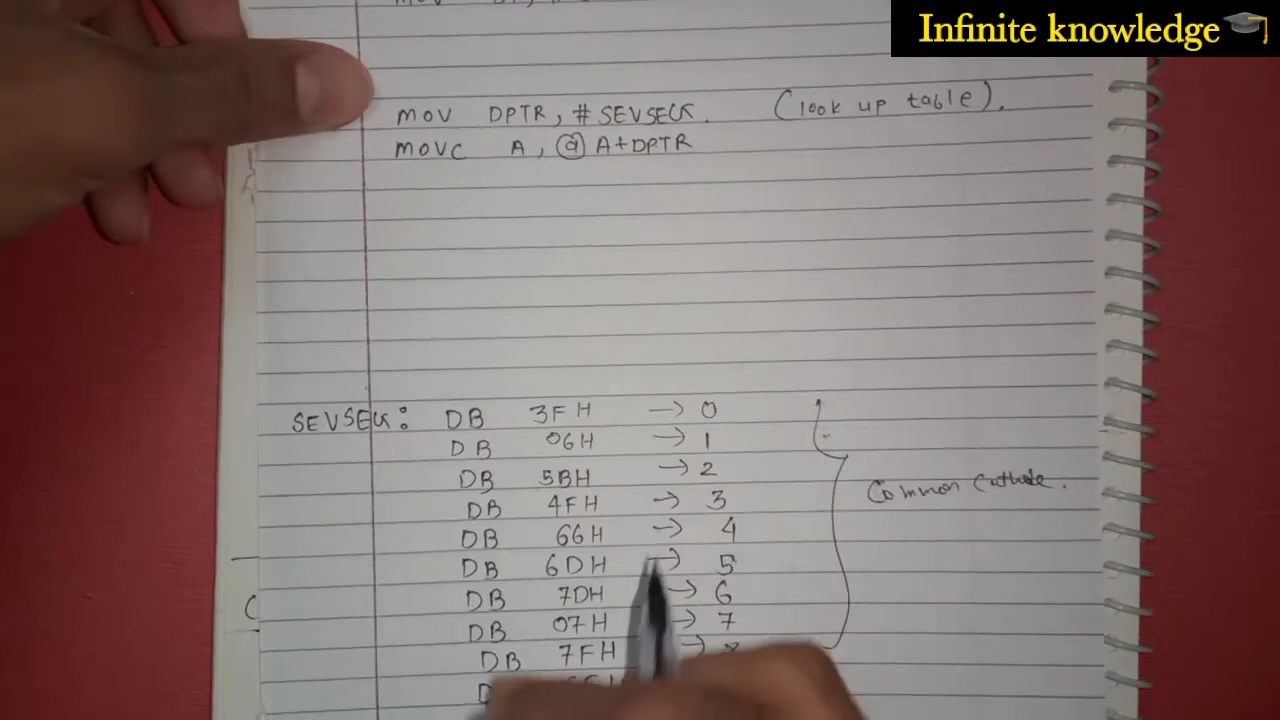 Infinite knowledge🎓
mov DPTR, # SEVSEG. (look up table).
movc A, @ A+DPTR
SEVSEG: DB 3FH → 0
DB 06H → 1
DB 5BH → 2
DB 4FH → 3
DB 66H → 4
Common Cathode.
DB 6DH → 5
DB 7DH → 6
DB 07H → 7
DB 7FH →